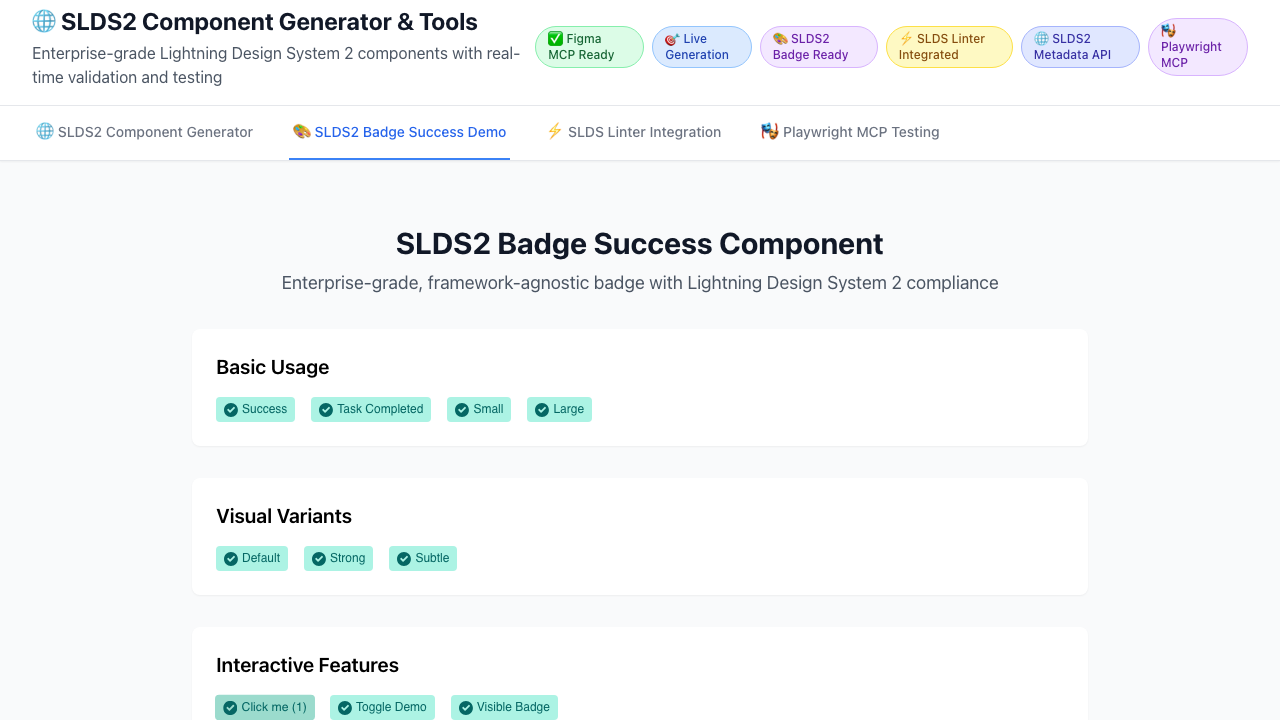 🌐 SLDS2 Component Generator & Tools
Enterprise-grade Lightning Design System 2 components with real-
time validation and testing
✅ Figma
MCP Ready
🎯 Live
Generation
🎨 SLDS2
Badge Ready
⚡ SLDS Linter
Integrated
🌐 SLDS2
Metadata API
🎭
Playwright
MCP
🌐 SLDS2 Component Generator
🎨 SLDS2 Badge Success Demo
⚡ SLDS Linter Integration
🎭 Playwright MCP Testing
SLDS2 Badge Success Component
Enterprise-grade, framework-agnostic badge with Lightning Design System 2 compliance
Basic Usage
Success
Task Completed
Small
Large
Visual Variants
Default
Strong
Subtle
Interactive Features
Click me (1)
Toggle Demo
Visible Badge